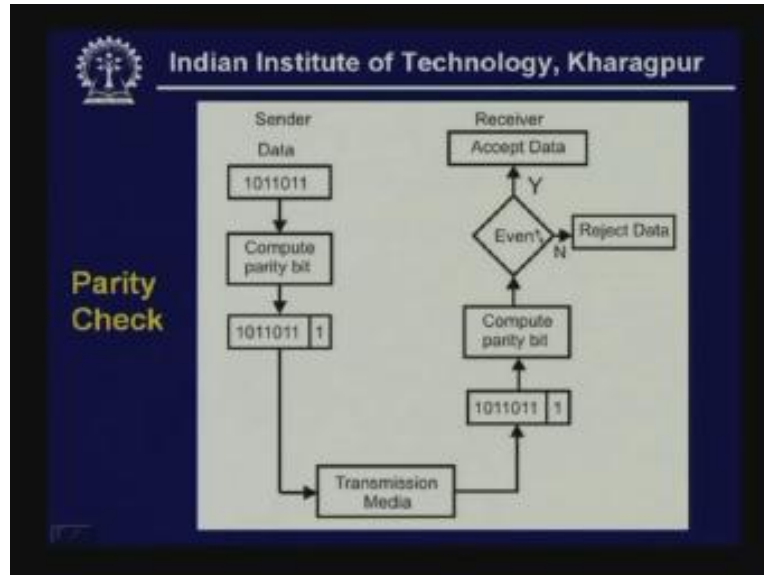 Indian Institute of Technology, Kharagpur
Parity
Check
Sender
Data
1011011
Compute
parity bit
1011011 1
Transmission
Media
Receiver
Accept Data
Y
Even?
N
Reject Data
Compute
parity bit
1011011 1